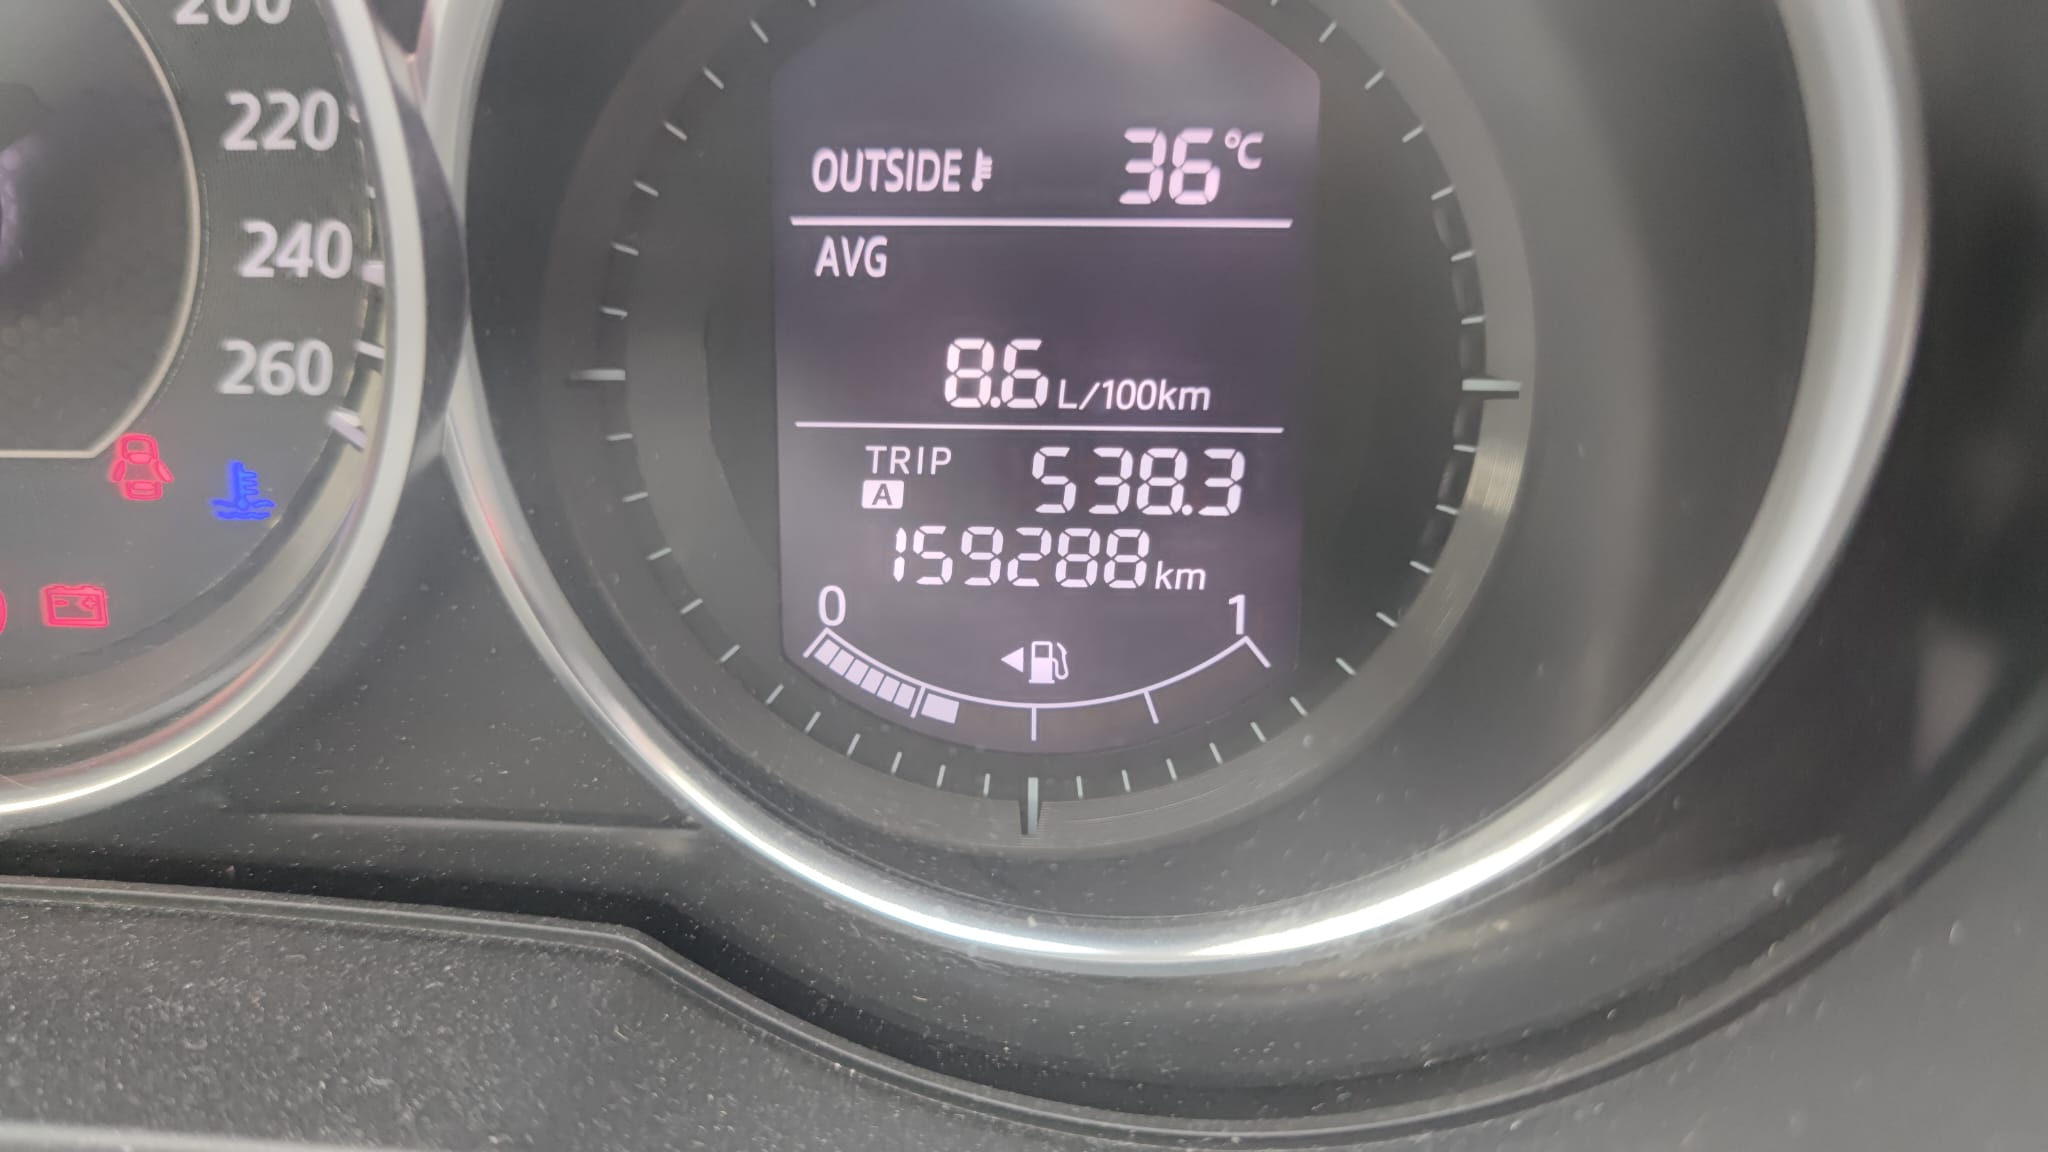 200
220
240
260
OUTSIDE 36°C
AVG
8.6 L/100km
TRIP A 538.3
159288 km
0 1